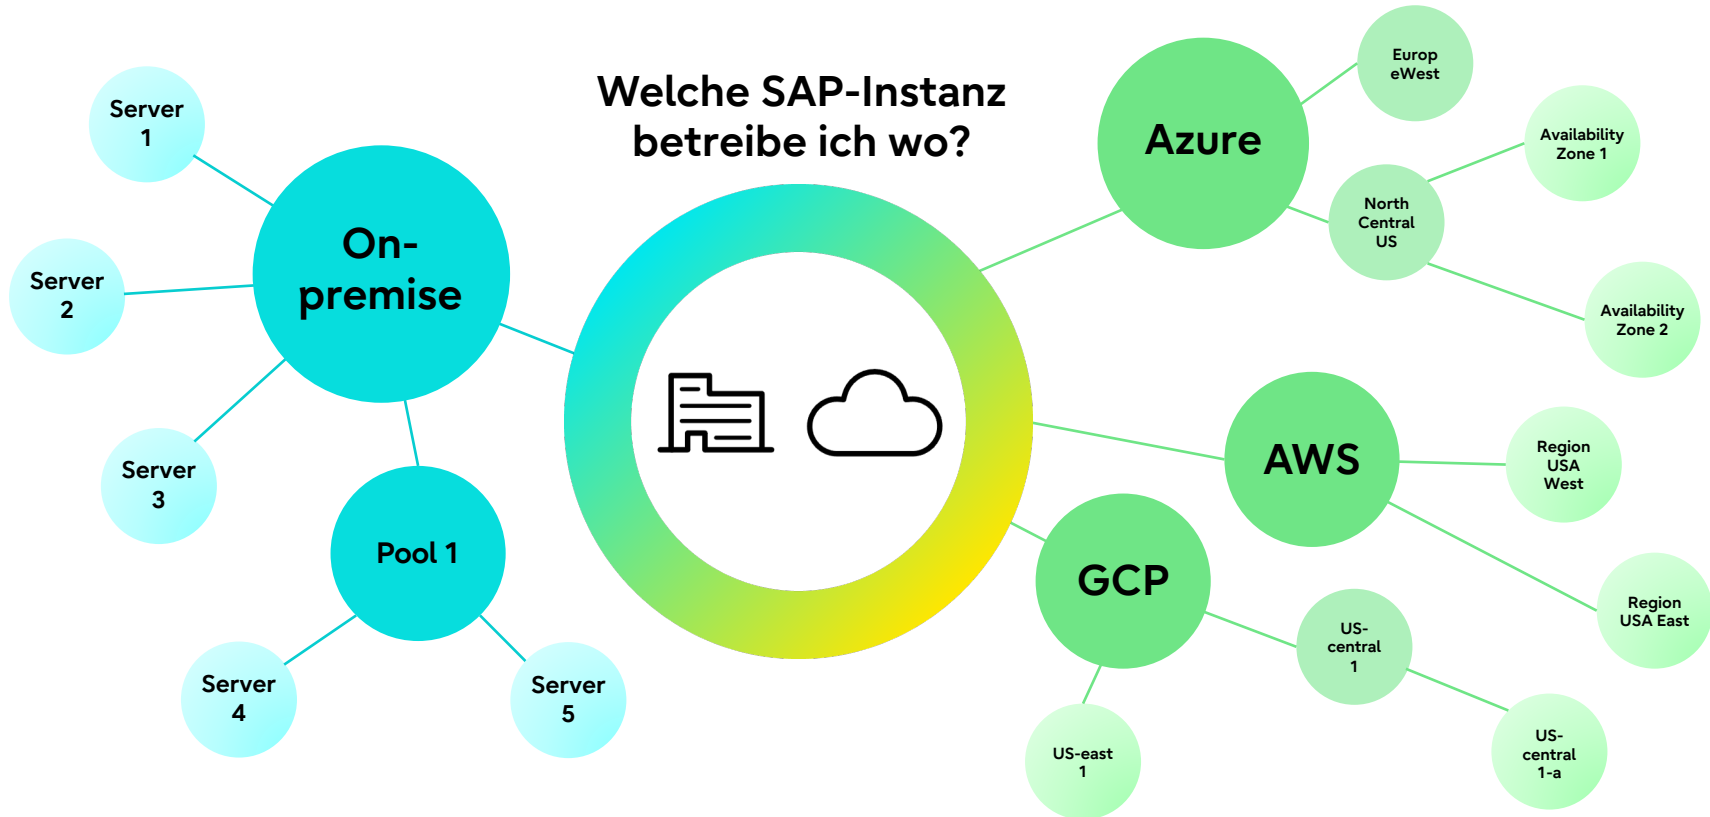 Welche SAP-Instanz
betreibe ich wo?
Server
1
Server
2
Server
3
On-
premise
Pool 1
Server
4
Server
5
Azure
Europ
eWest
North
Central
US
Availability
Zone 1
Availability
Zone 2
AWS
Region
USA
West
Region
USA East
GCP
US-
central
1
US-
central
1-a
US-east
1